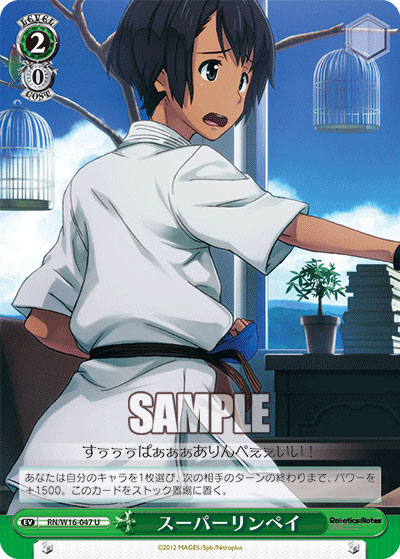 LEVEL
2
0
COST
SAMPLE
すぅぅぅぱぁぁぁありんぺぇぇいい！
あなたは自分のキャラを1枚選び、次の相手のターンの終わりまで、パワーを
+1500。このカードをストック置場に置く。
EV RN/W16-047 U スーパーリンペイ Robotics;Notes
©2012 MAGES./5pb./Nitroplus